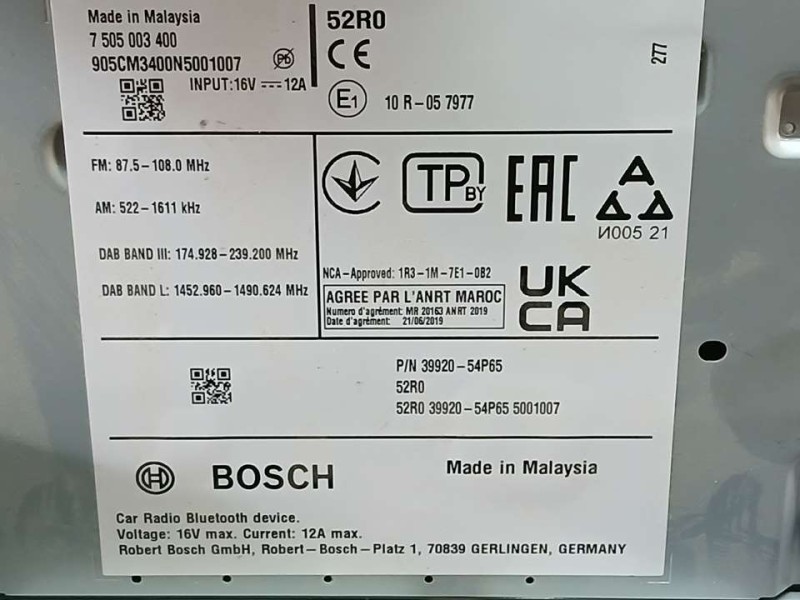 Made in Malaysia
7 505 003 400
905CM3400N5001007
Pb
INPUT: 16V 12A
52R0
CE
E1
10 R-05 7977
277
FM: 87.5-108.0 MHz
AM: 522-1611 kHz
DAB BAND III: 174.928-239.200 MHz
DAB BAND L: 1452.960-1490.624 MHz
TP BY
EAC
И005 21
NCA-Approved: 1R3-1M-7E1-0B2
AGREE PAR L'ANRT MAROC
Numero d'agrément: MR 20163 ANRT 2019
Date d'agrément: 21/06/2019
UK
CA
P/N 39920-54P65
52R0
52R0 39920-54P65 5001007
BOSCH
Made in Malaysia
Car Radio Bluetooth device.
Voltage: 16V max. Current: 12A max.
Robert Bosch GmbH, Robert-Bosch-Platz 1, 70839 GERLINGEN, GERMANY